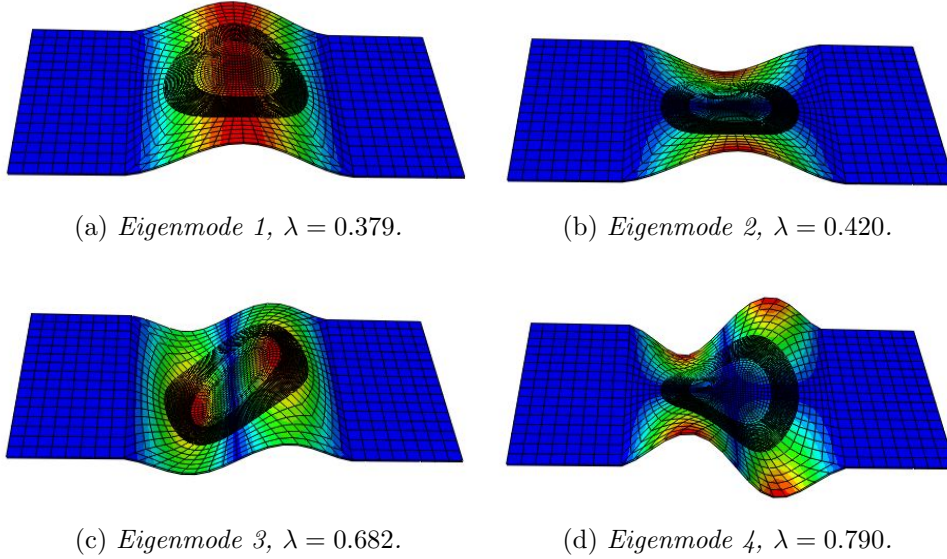 (a) Eigenmode 1, λ = 0.379.
(b) Eigenmode 2, λ = 0.420.
(c) Eigenmode 3, λ = 0.682.
(d) Eigenmode 4, λ = 0.790.